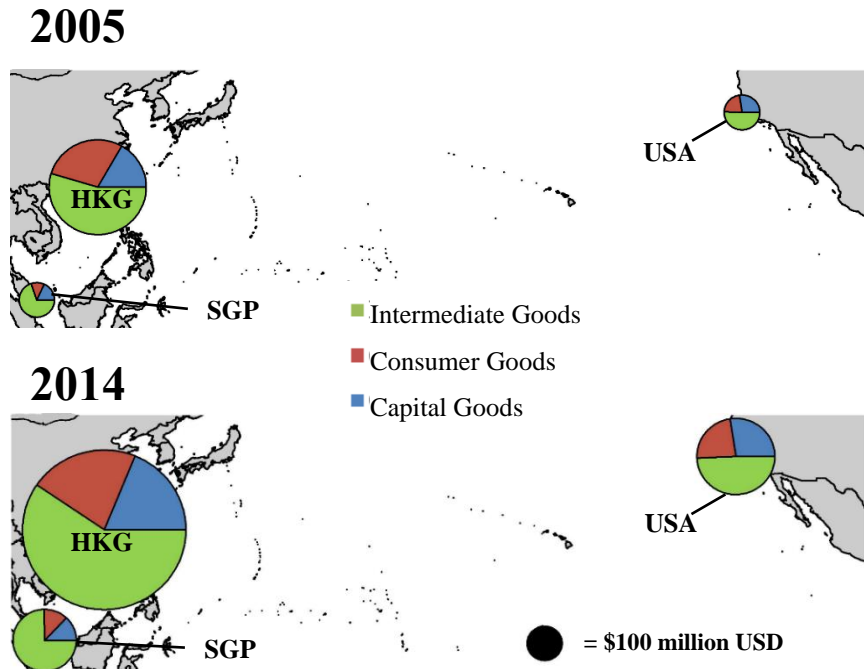 2005
HKG
USA
SGP
Intermediate Goods
Consumer Goods
Capital Goods
2014
HKG
USA
SGP
= $100 million USD